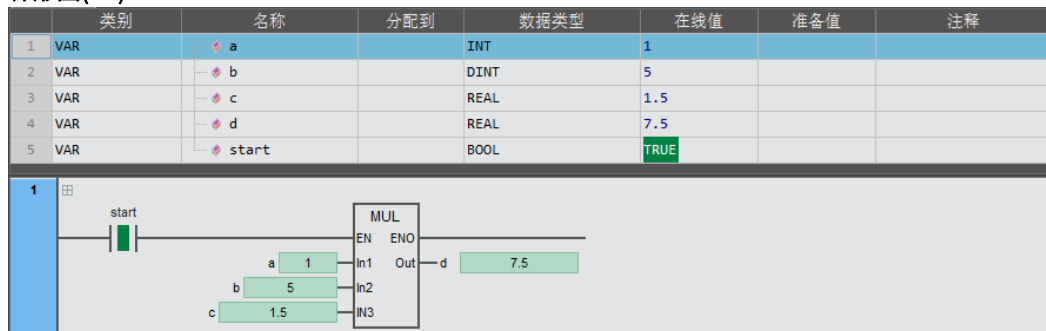 类别 名称 分配到 数据类型 在线值 准备值 注释
1 VAR a INT 1
2 VAR b DINT 5
3 VAR c REAL 1.5
4 VAR d REAL 7.5
5 VAR start BOOL TRUE
1
start
MUL
EN ENO
a 1 In1 Out d 7.5
b 5 In2
c 1.5 IN3